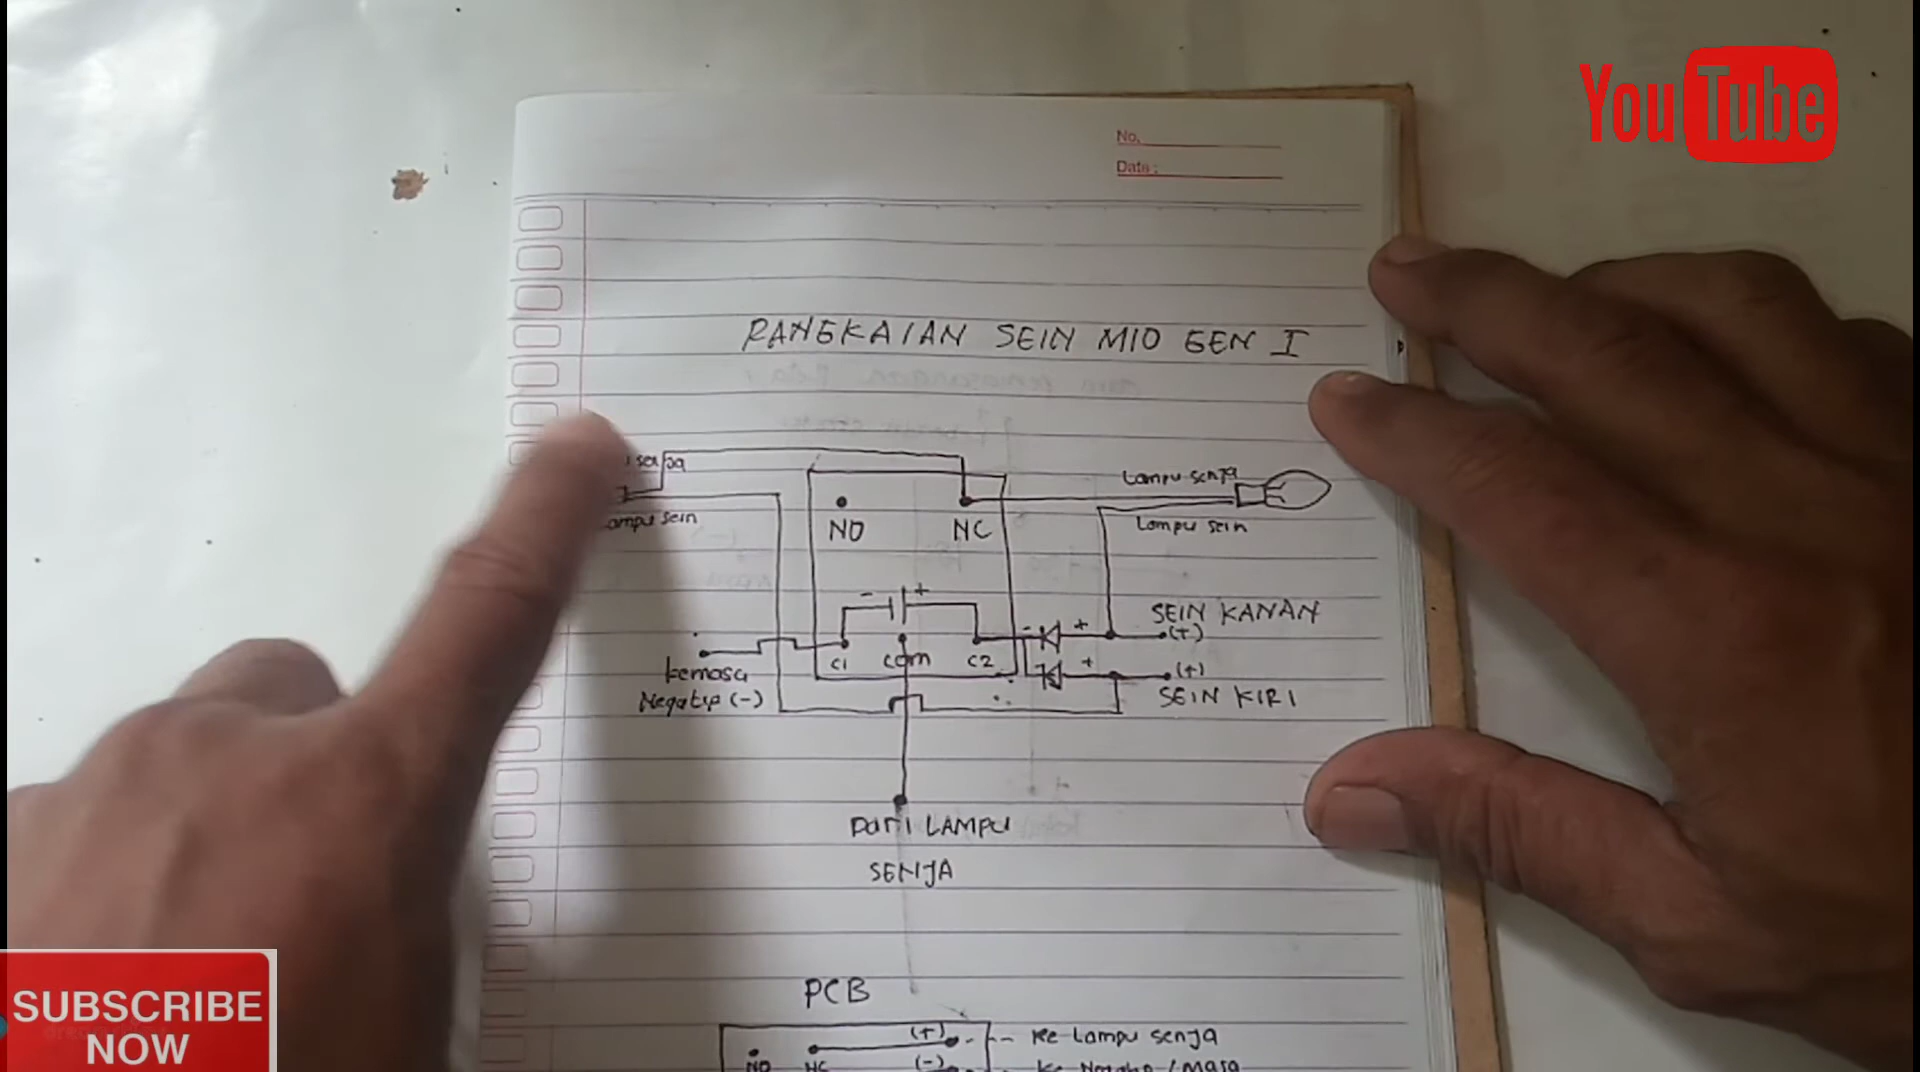 YouTube
No.
Date :
RANGKAIAN SEIN MIO GEN I
Lampu senja
Lampu sein
sein
NO
NC
- +
SEIN KANAN
- +
(+)
+
(+)
SEIN KIRI
C1 com C2
kemasa
Negatip (-)
Dari LAMPU
SENJA
PCB
(+) Ke Lampu senja
NO NC (-)
SUBSCRIBE
NOW